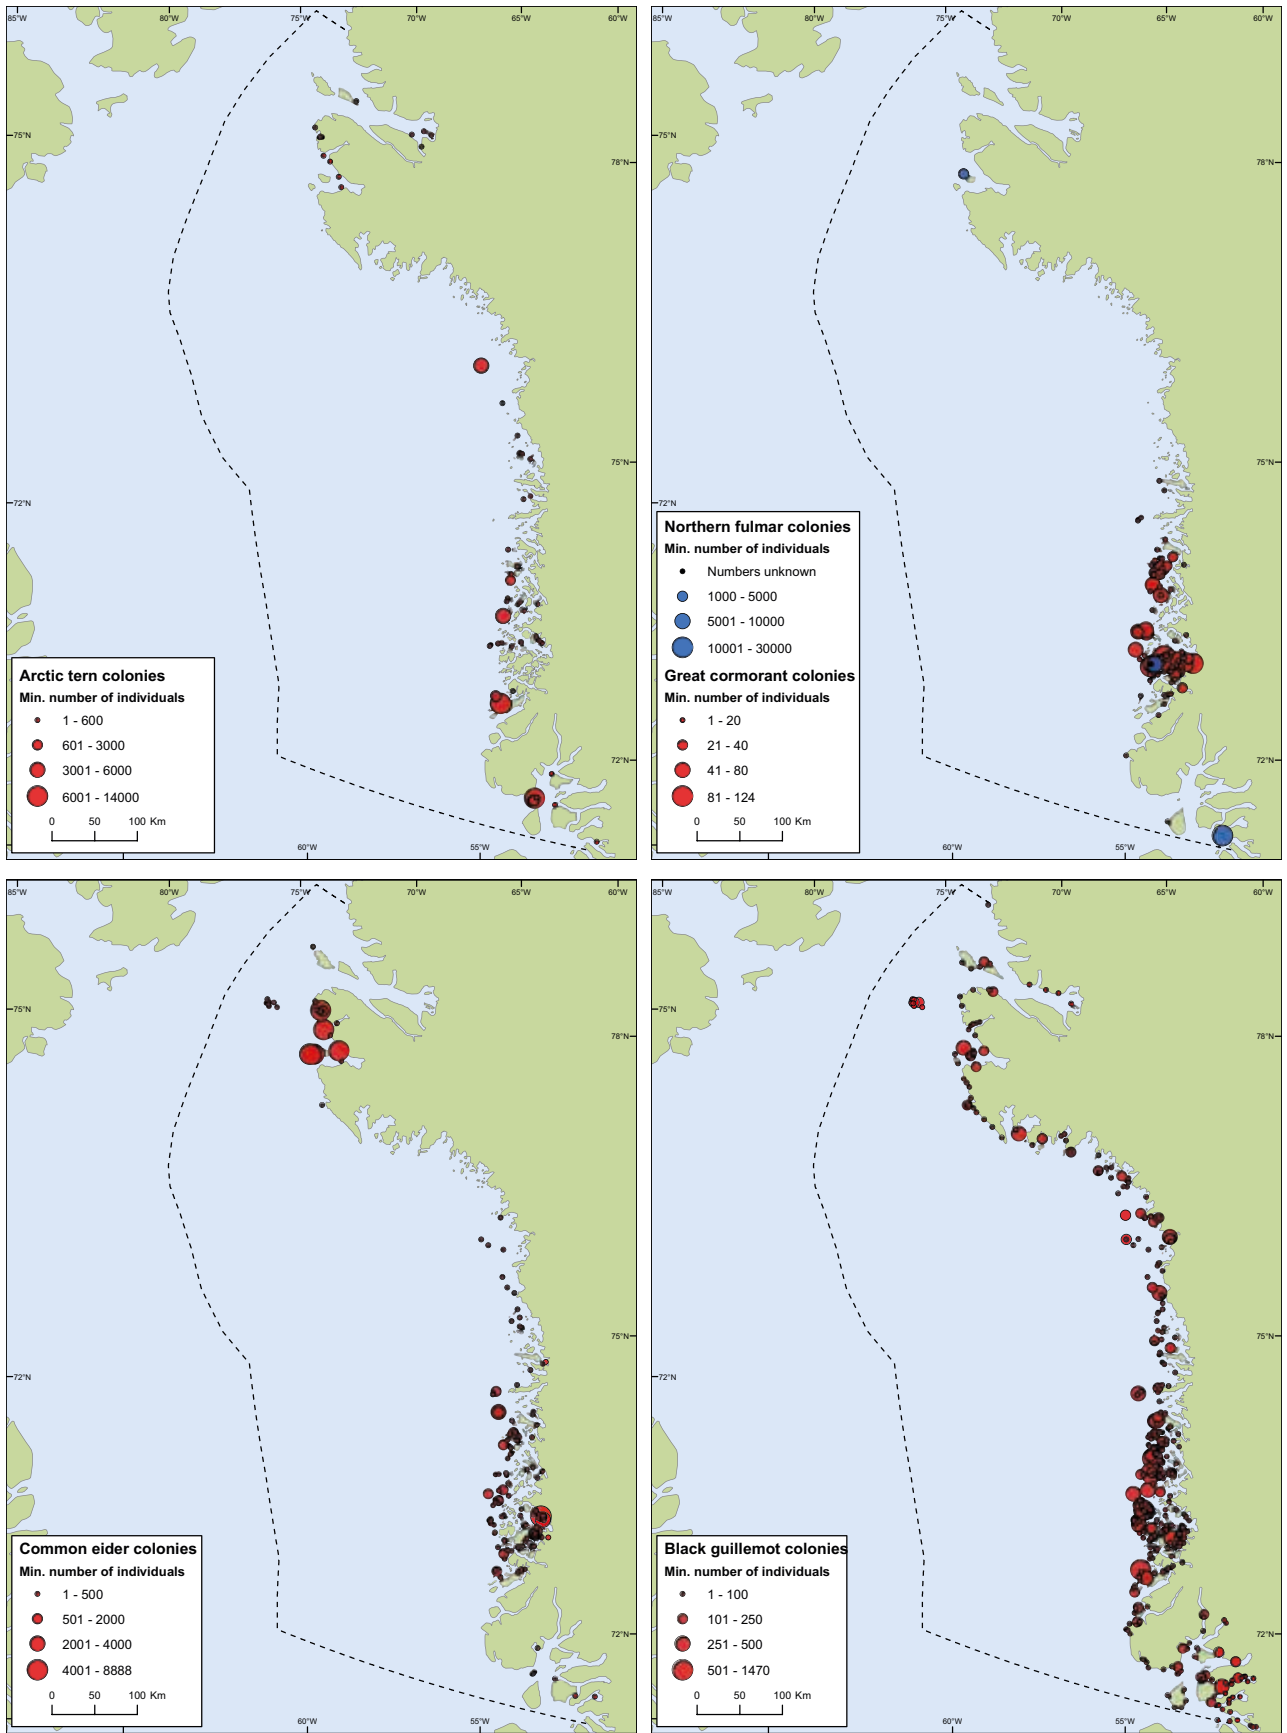 85°W 80°W 75°W 70°W 65°W 60°W
75°N
78°N
75°N
72°N
72°N
60°W 55°W
Arctic tern colonies
Min. number of individuals
1 - 600
601 - 3000
3001 - 6000
6001 - 14000
0 50 100 Km
85°W 80°W 75°W 70°W 65°W 60°W
75°N
78°N
75°N
72°N
72°N
60°W 55°W
Northern fulmar colonies
Min. number of individuals
Numbers unknown
1000 - 5000
5001 - 10000
10001 - 30000
Great cormorant colonies
Min. number of individuals
1 - 20
21 - 40
41 - 80
81 - 124
0 50 100 Km
85°W 80°W 75°W 70°W 65°W 60°W
75°N
78°N
75°N
72°N
72°N
60°W 55°W
Common eider colonies
Min. number of individuals
1 - 500
501 - 2000
2001 - 4000
4001 - 8888
0 50 100 Km
85°W 80°W 75°W 70°W 65°W 60°W
75°N
78°N
75°N
72°N
72°N
60°W 55°W
Black guillemot colonies
Min. number of individuals
1 - 100
101 - 250
251 - 500
501 - 1470
0 50 100 Km